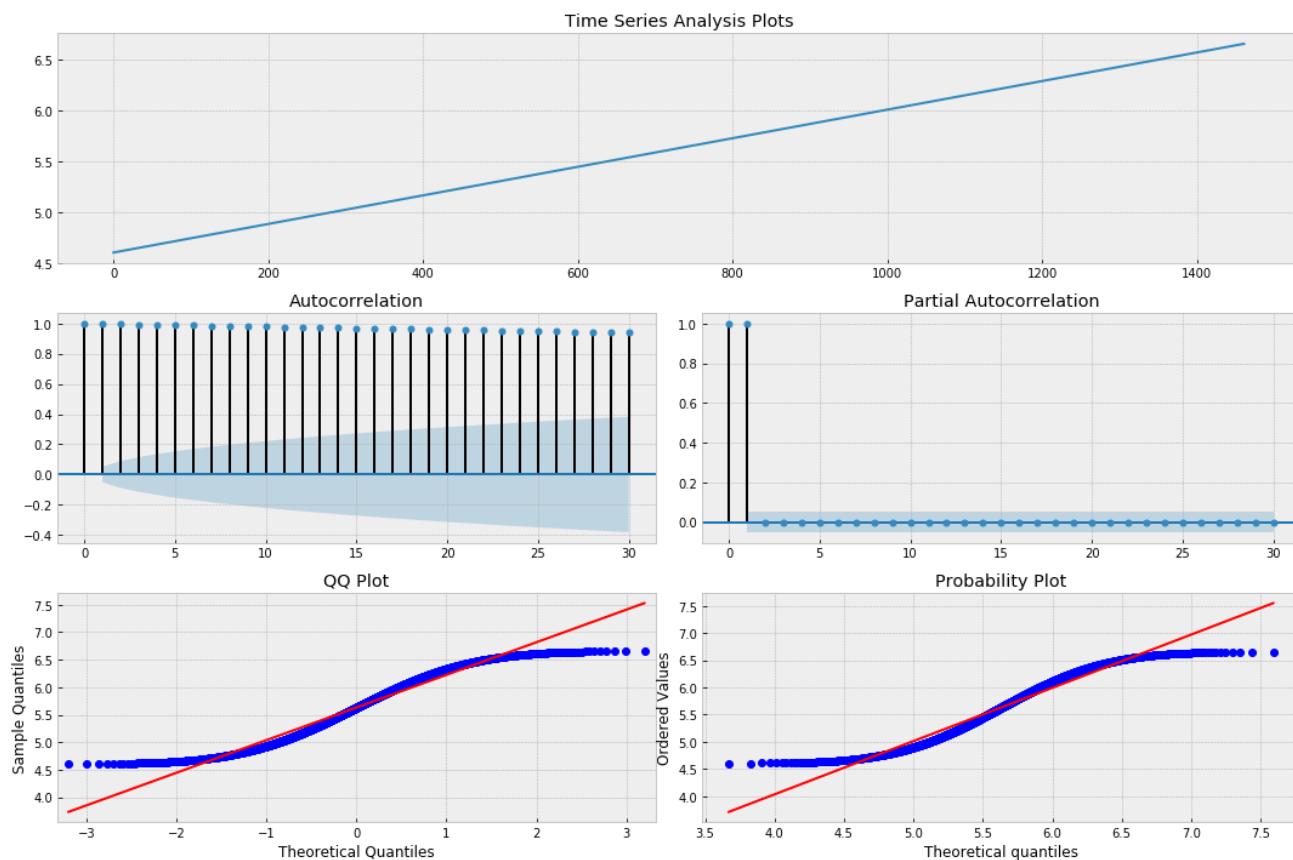 Time Series Analysis Plots
6.5
6.0
5.5
5.0
4.5
0 200 400 600 800 1000 1200 1400
Autocorrelation
1.0
0.8
0.6
0.4
0.2
0.0
−0.2
−0.4
0 5 10 15 20 25 30
Partial Autocorrelation
1.0
0.8
0.6
0.4
0.2
0.0
0 5 10 15 20 25 30
QQ Plot
Sample Quantiles
7.5
7.0
6.5
6.0
5.5
5.0
4.5
4.0
−3 −2 −1 0 1 2 3
Theoretical Quantiles
Probability Plot
Ordered Values
7.5
7.0
6.5
6.0
5.5
5.0
4.5
4.0
3.5 4.0 4.5 5.0 5.5 6.0 6.5 7.0 7.5
Theoretical quantiles